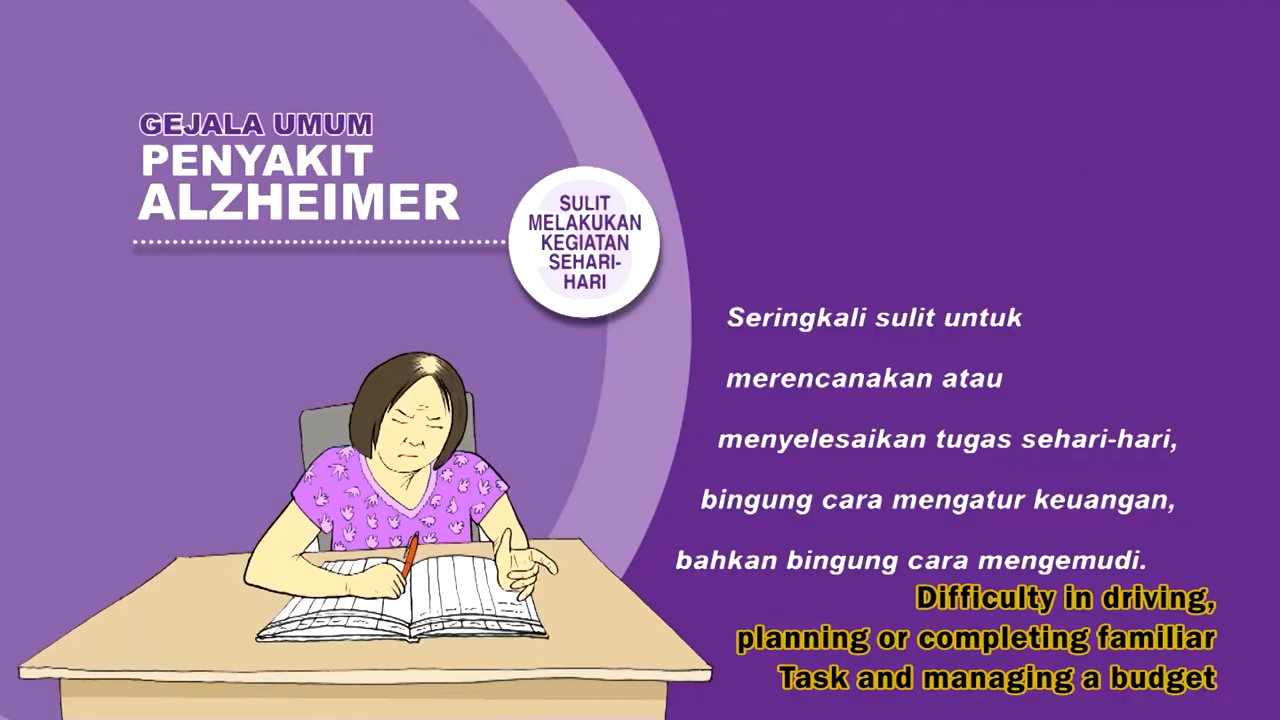 GEJALA UMUM
PENYAKIT
ALZHEIMER
SULIT
MELAKUKAN
KEGIATAN
SEHARI-
HARI
Seringkali sulit untuk
merencanakan atau
menyelesaikan tugas sehari-hari,
bingung cara mengatur keuangan,
bahkan bingung cara mengemudi.
Difficulty in driving,
planning or completing familiar
Task and managing a budget